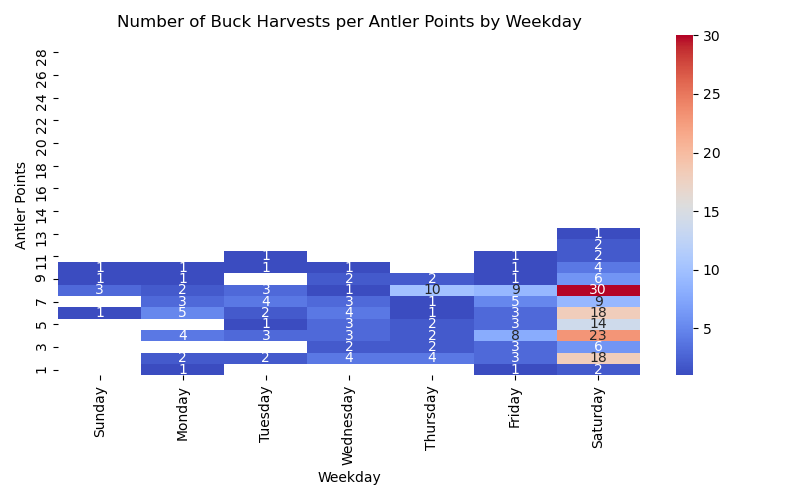 Number of Buck Harvests per Antler Points by Weekday
Antler Points
28
26
24
22
20
18
16
14
13
11
9
7
5
3
1
1
2
1 1 2
1 1 1 1 1 4
1 1 2 2 1 6
3 2 3 1 10 9 30
3 4 3 1 5 9
1 5 2 4 1 3 18
1 3 2 3 14
4 3 3 2 8 23
2 2 3 6
2 2 4 4 3 18
1 1 2
Sunday
Monday
Tuesday
Wednesday
Thursday
Friday
Saturday
Weekday
30
25
20
15
10
5